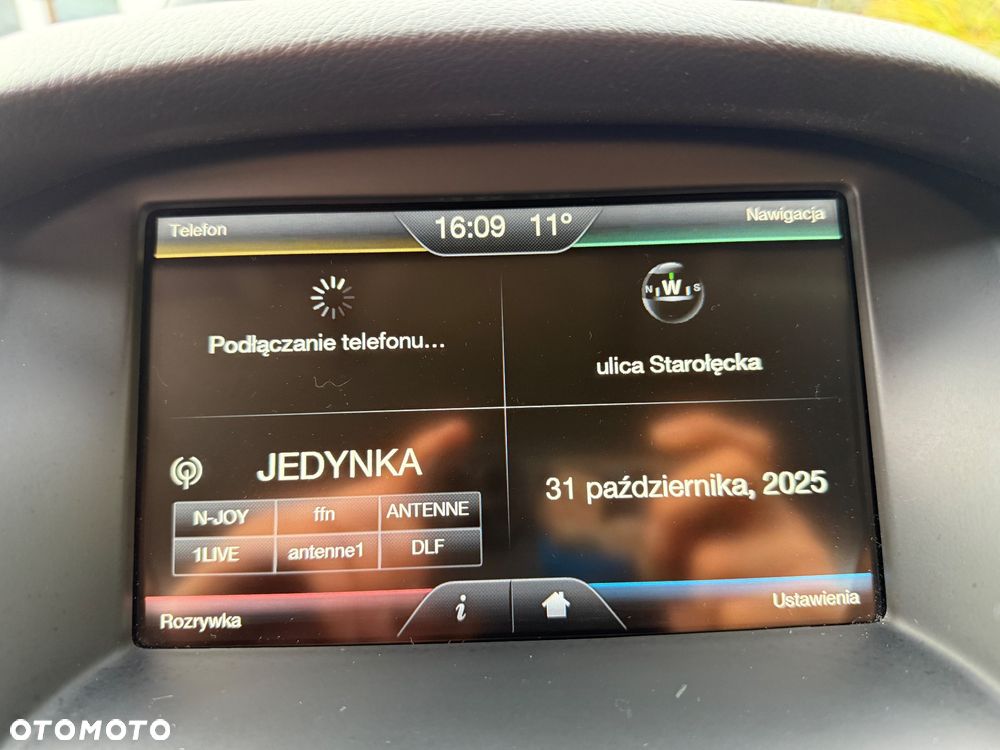 Telefon
16:09 11°
Nawigacja
Podłączanie telefonu...
N W S
ulica Starołęcka
JEDYNKA
N-JOY ffn ANTENNE
1LIVE antenne1 DLF
31 października, 2025
Rozrywka
i
Ustawienia
OTOMOTO